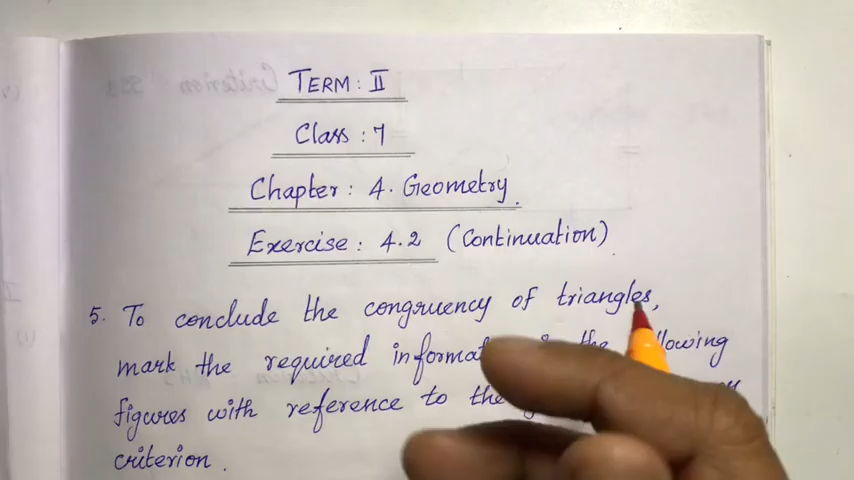 TERM : II
Class : 7
Chapter : 4. Geometry.
Exercise : 4.2 (Continuation)
5. To conclude the congruency of triangles,
mark the required in the
figures with reference to
criterion.